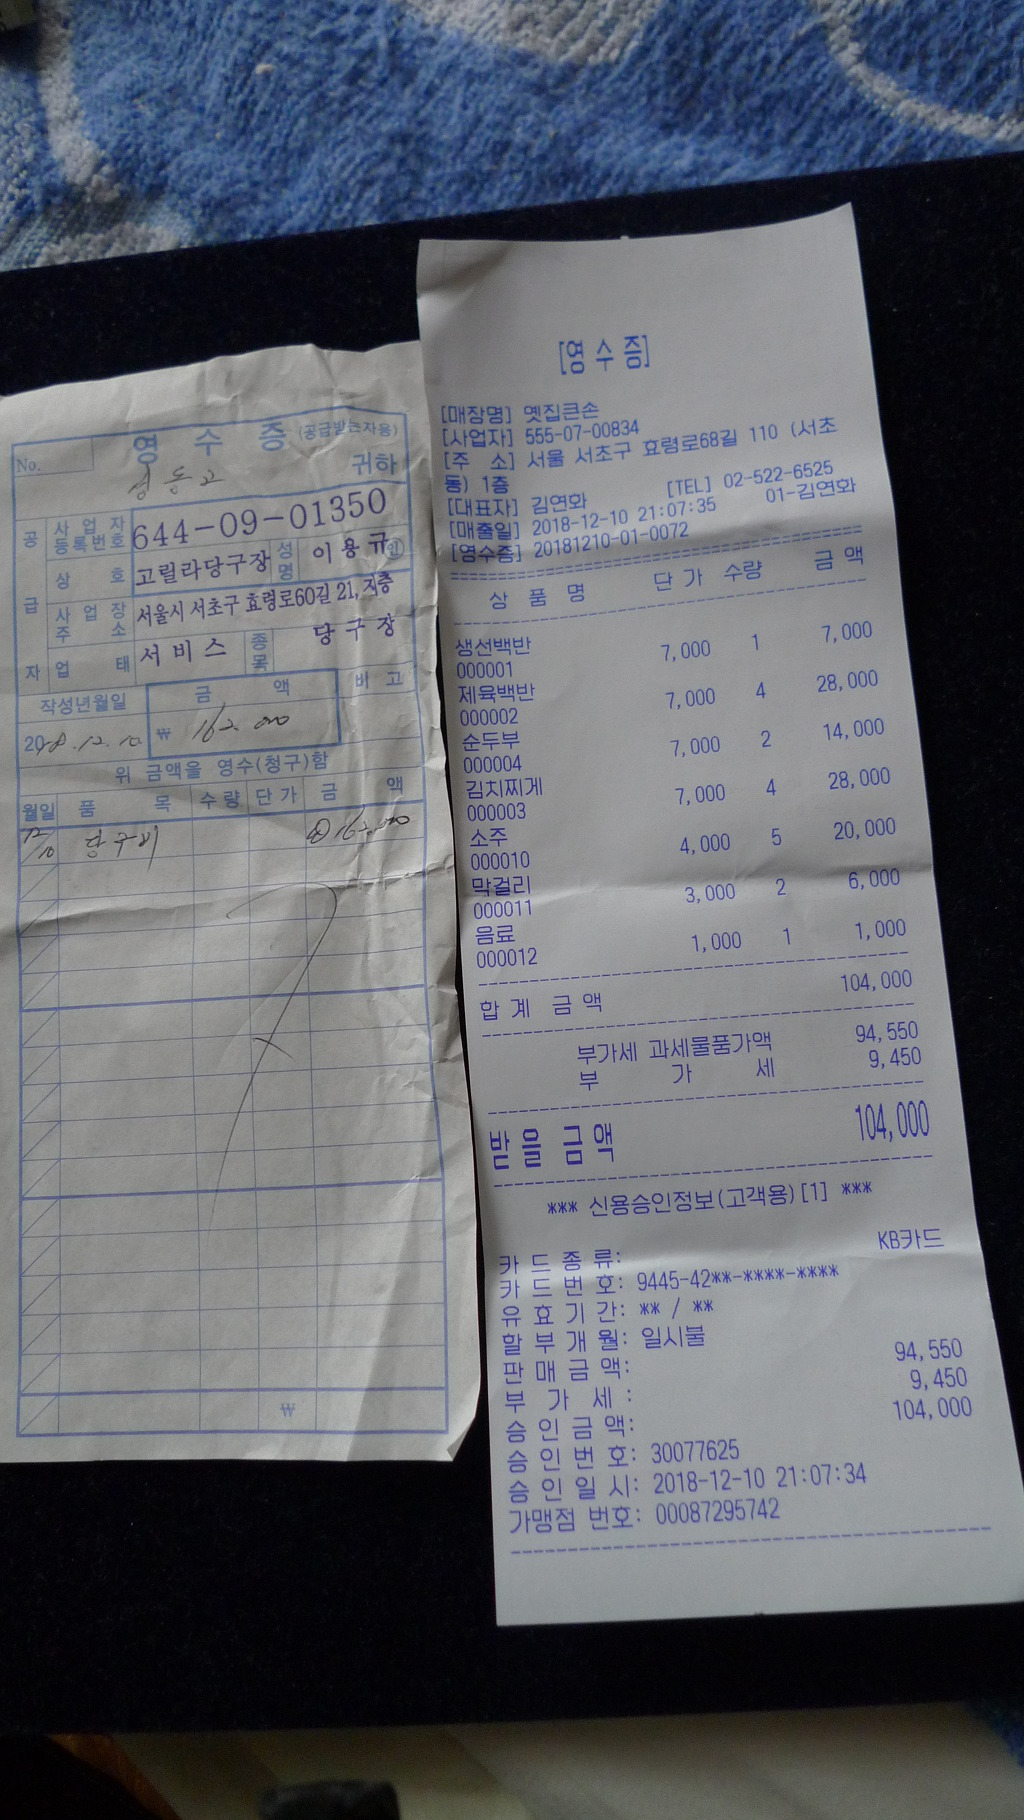 영 수 증 (공급받는자용)
No.
귀하
성동고
공급자
사업자등록번호 644-09-01350
상 호 고릴라당구장 성명 이용규 인
사업장주소 서울시 서초구 효령로60길 21, 지층
업 태 서비스 종목 당구장
작성년월일 금 액 비 고
2018.12.10 ₩ 162.000
위 금액을 영수(청구)함
월일 품 목 수량 단가 금 액
12/10 당구비 162.000
₩
[영 수 증]
[매장명] 옛집큰손
[사업자] 555-07-00834
[주 소] 서울 서초구 효령로68길 110 (서초
동) 1층
[대표자] 김연화 [TEL] 02-522-6525
[매출일] 2018-12-10 21:07:35 01-김연화
[영수증] 20181210-01-0072
상 품 명 단 가 수량 금 액
생선백반 7,000 1 7,000
000001
제육백반 7,000 4 28,000
000002
순두부 7,000 2 14,000
000004
김치찌게 7,000 4 28,000
000003
소주 4,000 5 20,000
000010
막걸리 3,000 2 6,000
000011
음료 1,000 1 1,000
000012
합 계 금 액 104,000
부가세 과세물품가액 94,550
부 가 세 9,450
받 을 금 액 104,000
*** 신용승인정보(고객용)[1] ***
카 드 종 류: KB카드
카 드 번 호: 9445-42**-****-****
유 효 기 간: ** / **
할 부 개 월: 일시불
판 매 금 액: 94,550
부 가 세 : 9,450
승 인 금 액: 104,000
승 인 번 호: 30077625
승 인 일 시: 2018-12-10 21:07:34
가맹점 번호: 00087295742